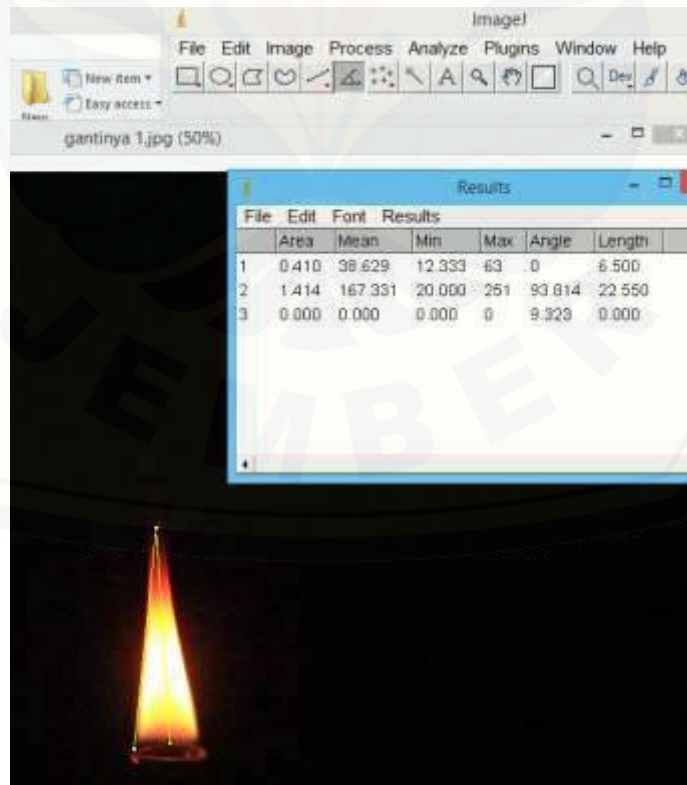 ImageJ
File Edit Image Process Analyze Plugins Window Help
New item
Easy access
A Dev
New
gantinya 1.jpg (50%)
Results
File Edit Font Results
Area Mean Min Max Angle Length
1 0.410 38.629 12.333 63 0 6.500
2 1.414 167.331 20.000 251 93.814 22.550
3 0.000 0.000 0.000 0 9.323 0.000
JEMBER